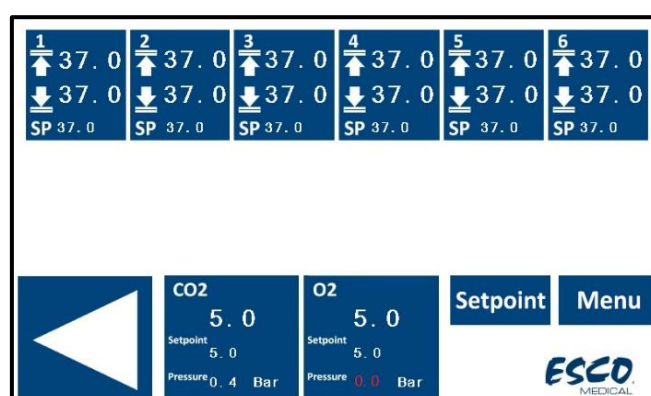 1 2 3 4 5 6
37. 0 37. 0 37. 0 37. 0 37. 0 37. 0
37. 0 37. 0 37. 0 37. 0 37. 0 37. 0
SP 37. 0 SP 37. 0 SP 37. 0 SP 37. 0 SP 37. 0 SP 37. 0
CO2 O2
5. 0 5. 0
Setpoint Setpoint
5. 0 5. 0
Pressure 0. 4 Bar Pressure 0. 0 Bar
Setpoint Menu
ESCO
MEDICAL